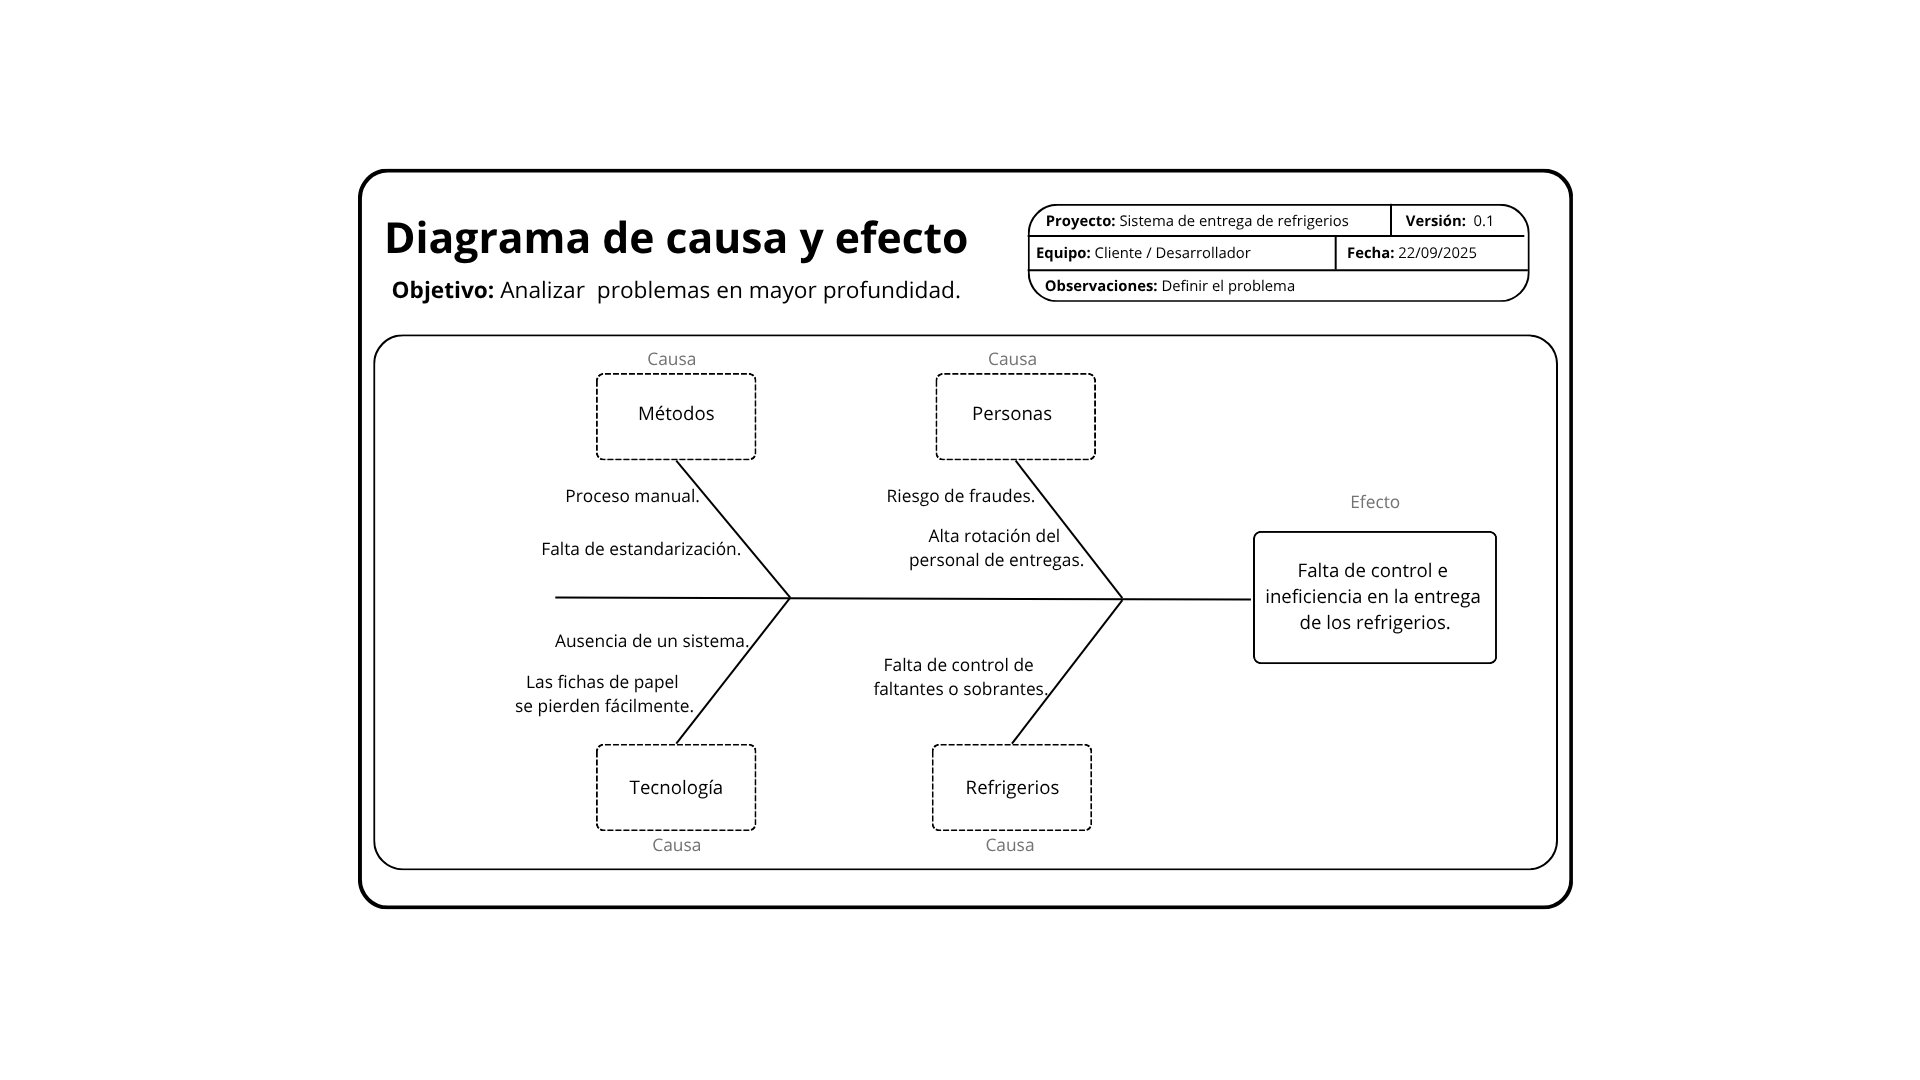 Diagrama de causa y efecto
Objetivo: Analizar  problemas en mayor profundidad.
Proyecto: Sistema de entrega de refrigerios
Versión:  0.1
Equipo: Cliente / Desarrollador
Fecha: 22/09/2025
Observaciones: Definir el problema
Causa
Causa
Métodos
Personas
Proceso manual.
Falta de estandarización.
Riesgo de fraudes.
Alta rotación del
personal de entregas.
Efecto
Falta de control e
ineficiencia en la entrega
de los refrigerios.
Ausencia de un sistema.
Las fichas de papel
se pierden fácilmente.
Falta de control de
faltantes o sobrantes.
Tecnología
Refrigerios
Causa
Causa